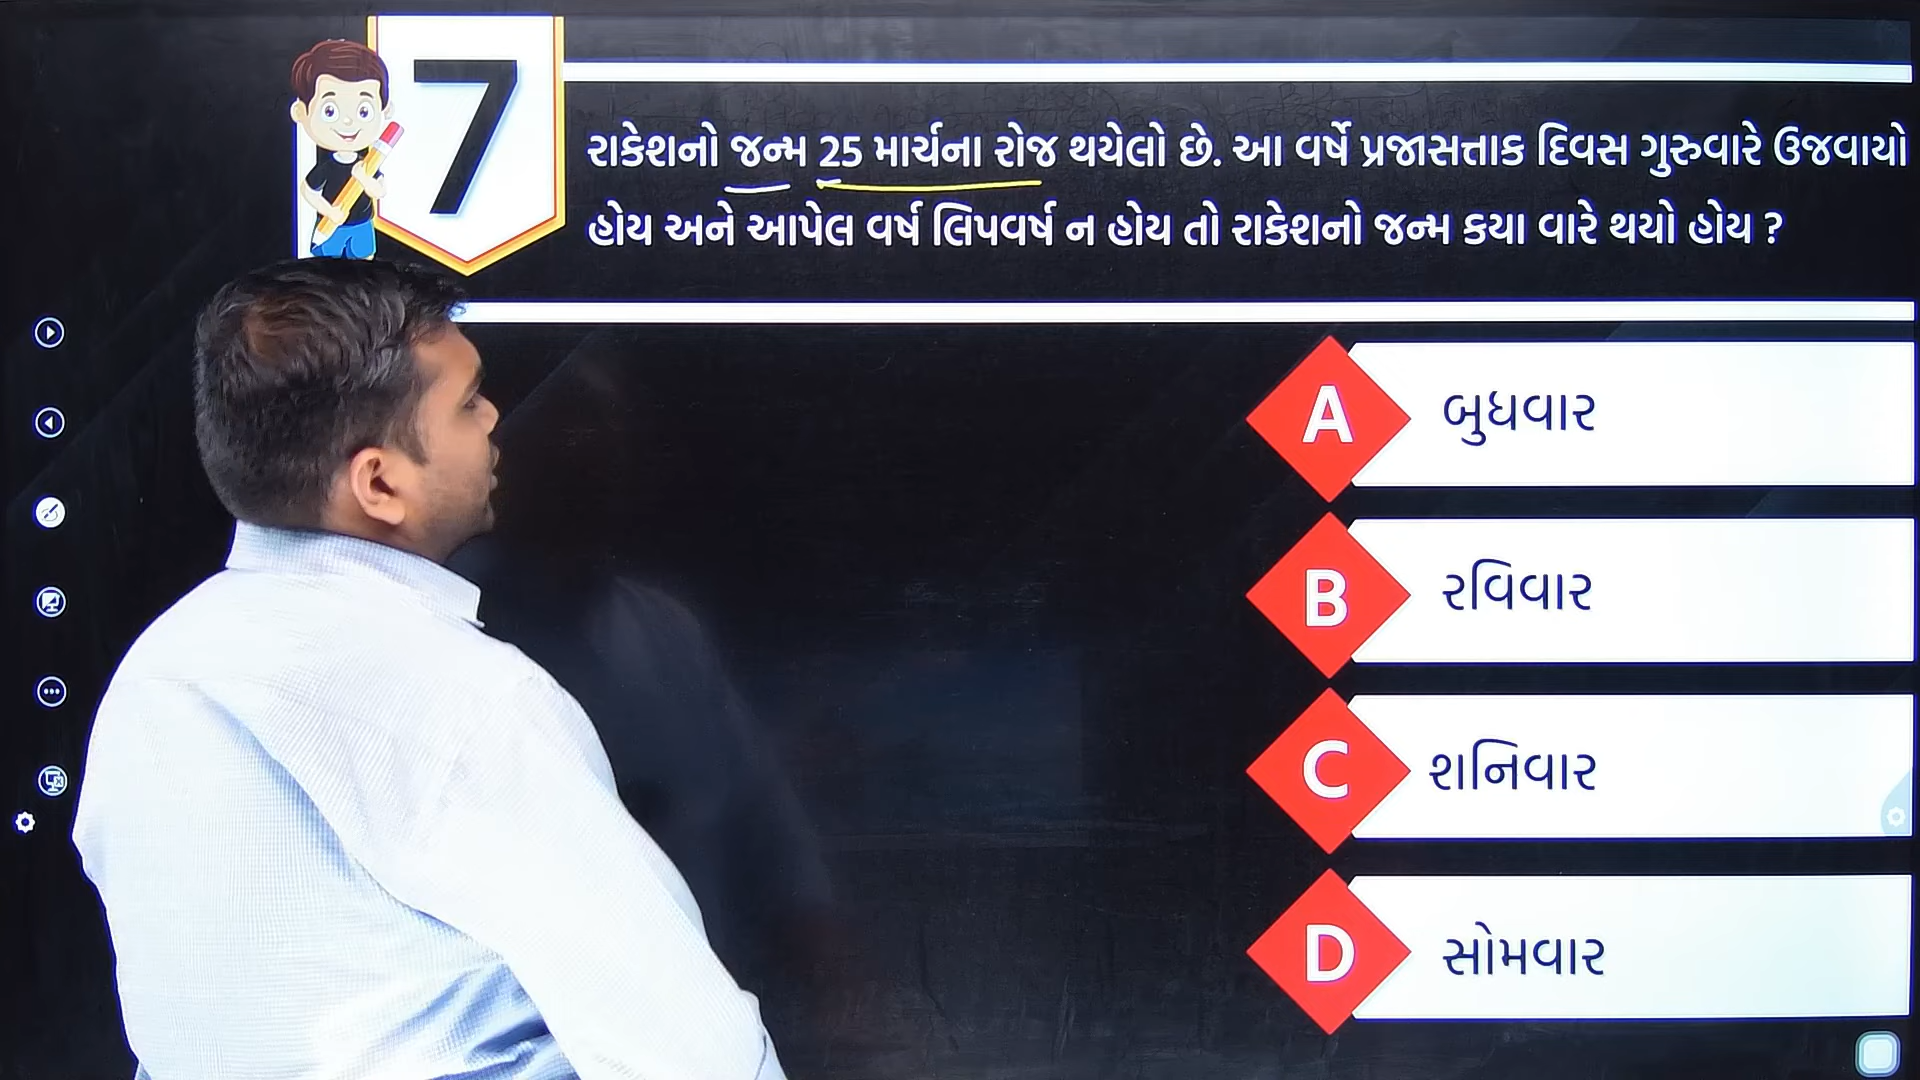 7
રાકેશનો જન્મ 25 માર્ચના રોજ થયેલો છે. આ વર્ષે પ્રજાસત્તાક દિવસ ગુરુવારે ઉજવાયો
હોય અને આપેલ વર્ષ લિપવર્ષ ન હોય તો રાકેશનો જન્મ કયા વારે થયો હોય ?
A બુધવાર
B રવિવાર
C શનિવાર
D સોમવાર